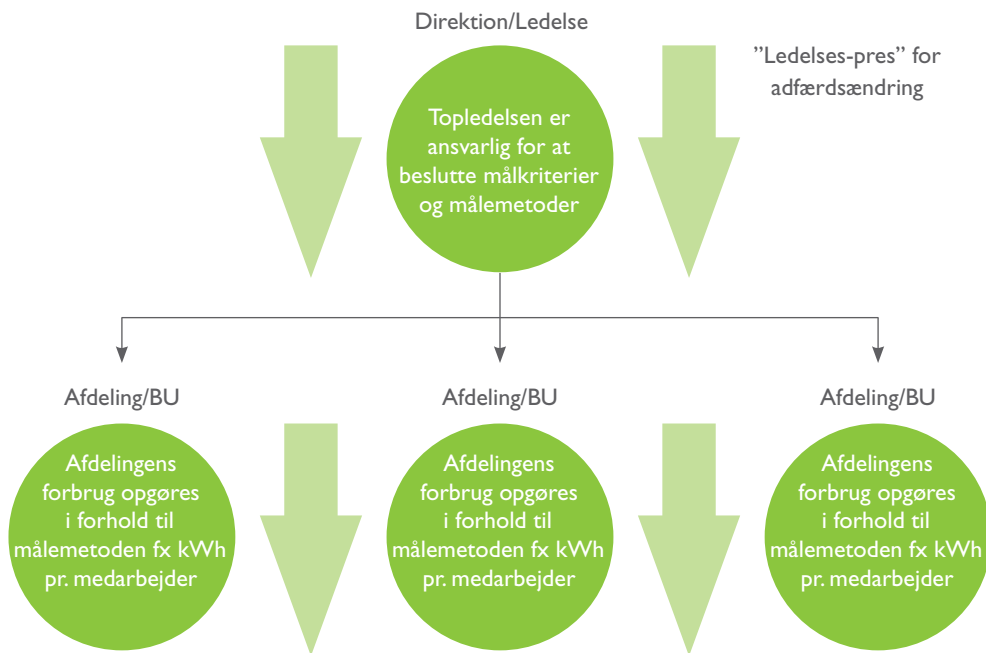 Direktion/Ledelse
”Ledelses-pres” for
adfærdsændring
Topledelsen er
ansvarlig for at
beslutte målkriterier
og målemetoder
Afdeling/BU
Afdelingens
forbrug opgøres
i forhold til
målemetoden fx kWh
pr. medarbejder
Afdeling/BU
Afdelingens
forbrug opgøres
i forhold til
målemetoden fx kWh
pr. medarbejder
Afdeling/BU
Afdelingens
forbrug opgøres
i forhold til
målemetoden fx kWh
pr. medarbejder